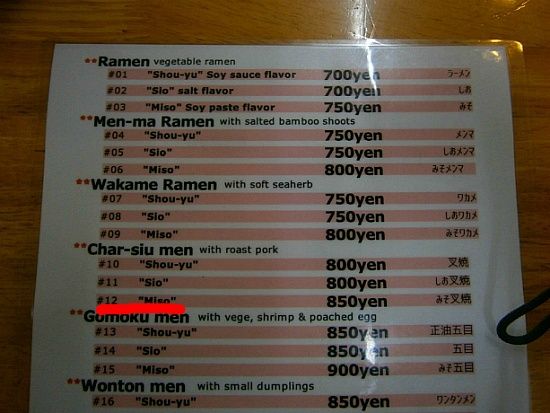 **Ramen vegetable ramen
#01 "Shou-yu" Soy sauce flavor 700yen ラーメン
#02 "Sio" salt flavor 700yen しお
#03 "Miso" Soy paste flavor 750yen みそ
**Men-ma Ramen with salted bamboo shoots
#04 "Shou-yu" 750yen メンマ
#05 "Sio" 750yen しおメンマ
#06 "Miso" 800yen みそメンマ
**Wakame Ramen with soft seaherb
#07 "Shou-yu" 750yen ワカメ
#08 "Sio" 750yen しおワカメ
#09 "Miso" 800yen みそワカメ
**Char-siu men with roast pork
#10 "Shou-yu" 800yen 叉焼
#11 "Sio" 800yen しお叉焼
#12 "Miso" 850yen みそ叉焼
**Gomoku men with vege, shrimp & poached egg
#13 "Shou-yu" 850yen 正油五目
#14 "Sio" 850yen 五目
#15 "Miso" 900yen みそ五目
**Wonton men with small dumplings
#16 "Shou-yu" 850yen ワンタンメン